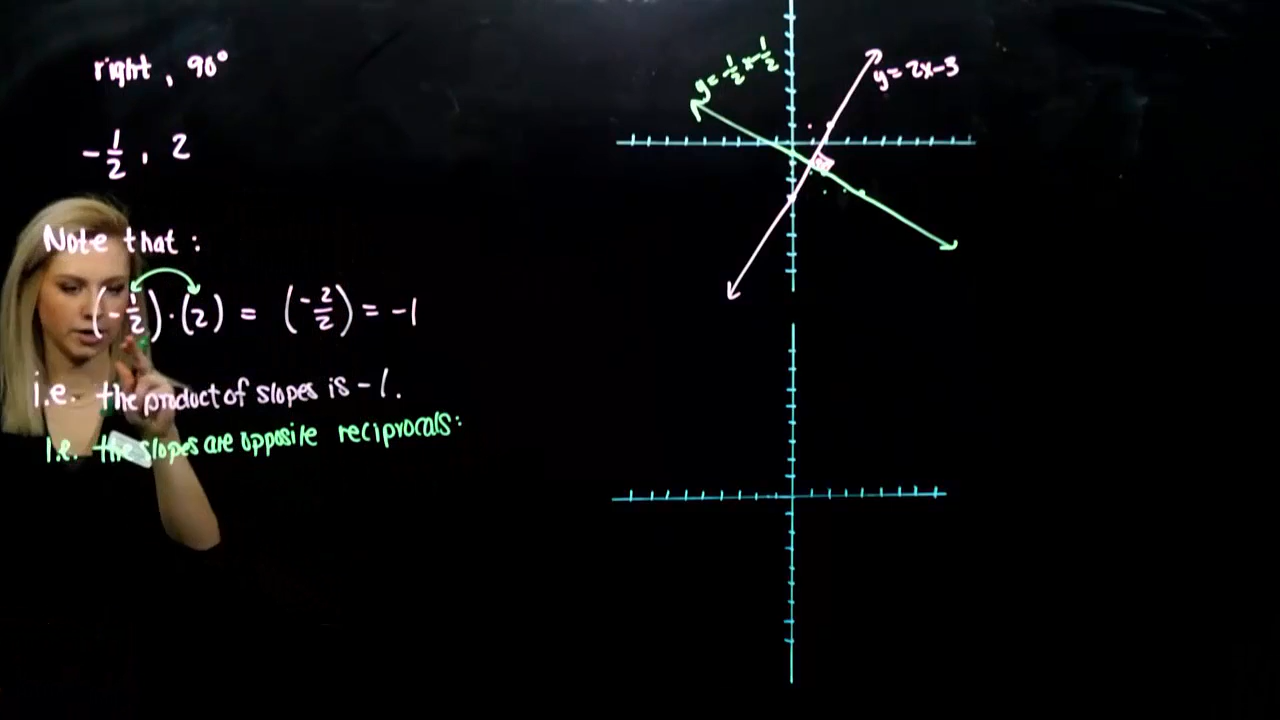 right, 90°
-1/2, 2
Note that:
(-1/2)·(2) = (-2/2) = -1
i.e. the product of slopes is -1.
i.e. the slopes are opposite reciprocals:
y=-1/2x-1/2
y=2x-3